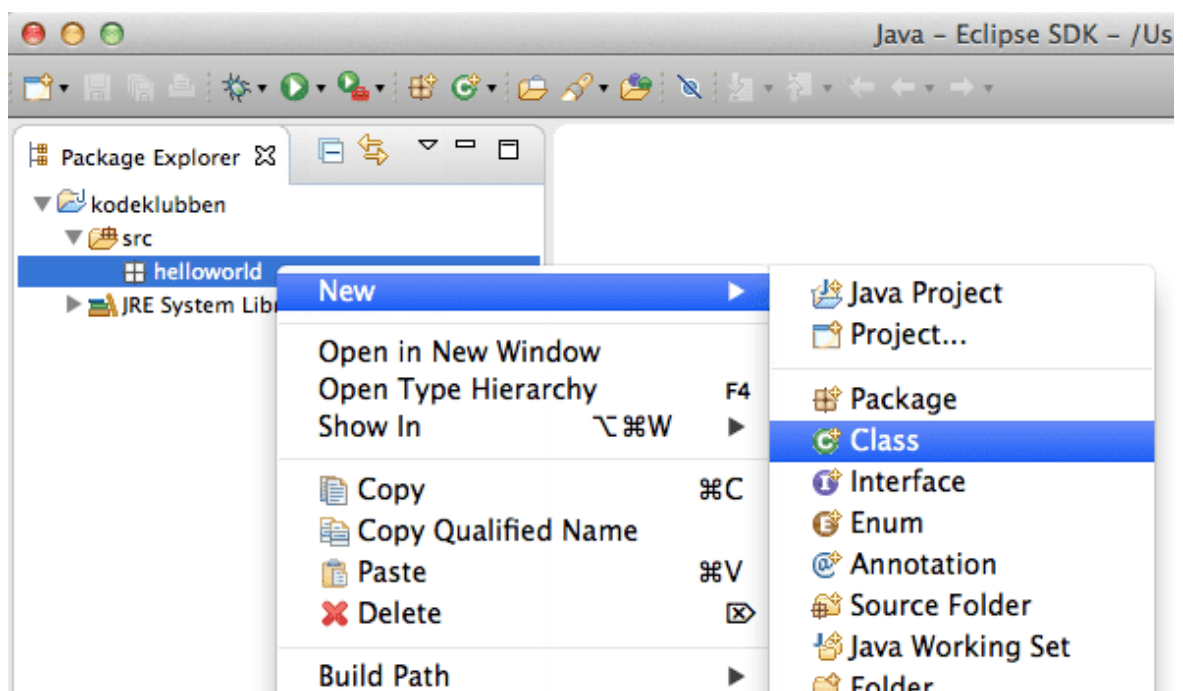 Java – Eclipse SDK – /Us
Package Explorer
kodeklubben
src
helloworld
JRE System Lib
New
Open in New Window
Open Type Hierarchy F4
Show In ⌥⌘W
Copy ⌘C
Copy Qualified Name
Paste ⌘V
Delete ⌦
Build Path
Java Project
Project...
Package
Class
Interface
Enum
Annotation
Source Folder
Java Working Set
Folder